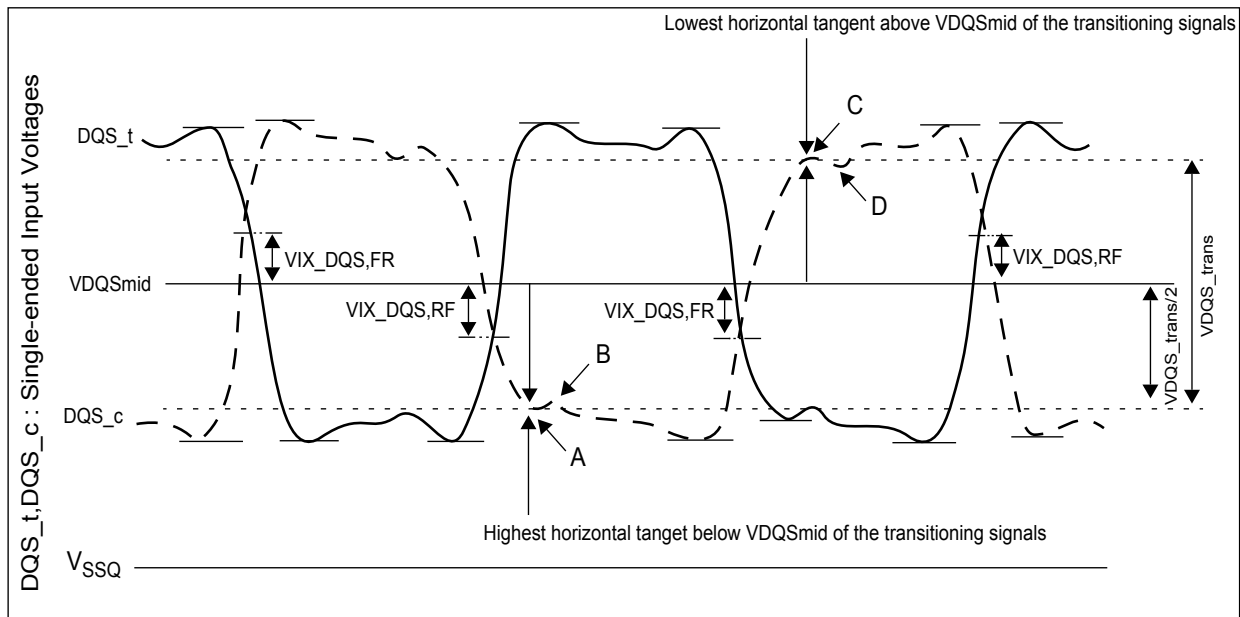 Lowest horizontal tangent above VDQSmid of the transitioning signals
DQS_t,DQS_c : Single-ended Input Voltages
DQS_t
C
D
VIX_DQS,FR
VIX_DQS,RF
VDQSmid
VIX_DQS,RF
VIX_DQS,FR
VDQS_trans/2
VDQS_trans
B
DQS_c
A
Highest horizontal tanget below VDQSmid of the transitioning signals
VSSQ